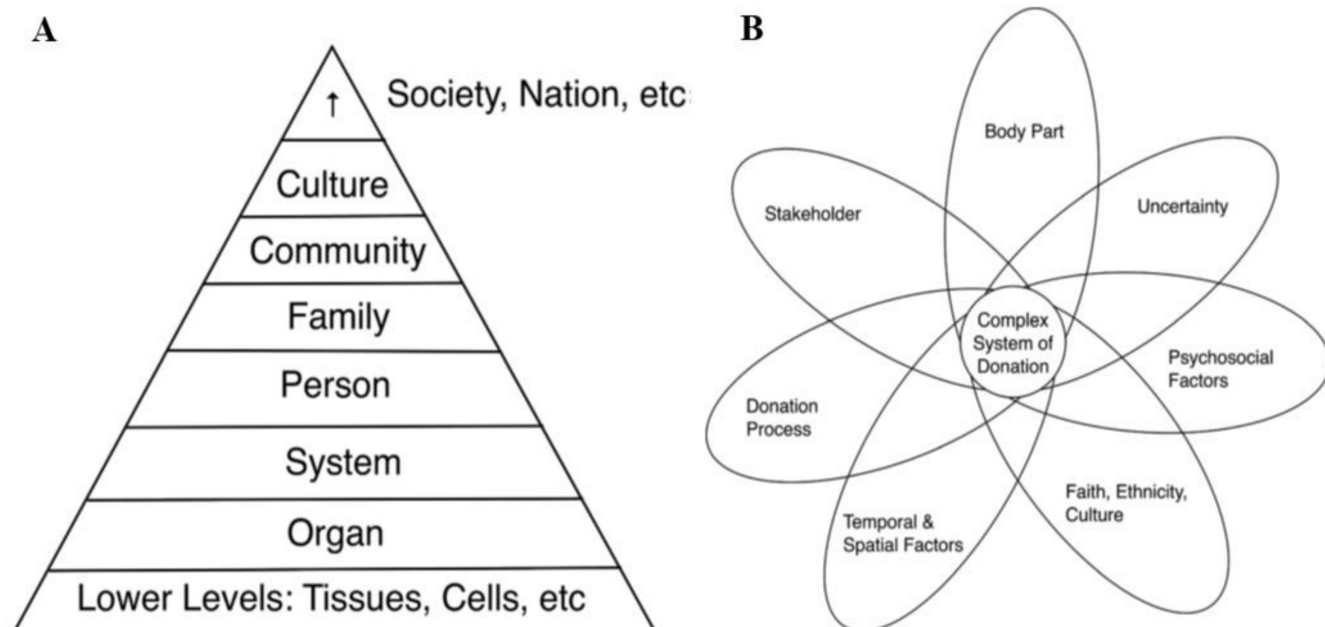 A
Society, Nation, etc
↑
Culture
Community
Family
Person
System
Organ
Lower Levels: Tissues, Cells, etc
B
Body Part
Stakeholder
Uncertainty
Complex
System of
Donation
Psychosocial
Factors
Donation
Process
Faith, Ethnicity,
Culture
Temporal &
Spatial Factors